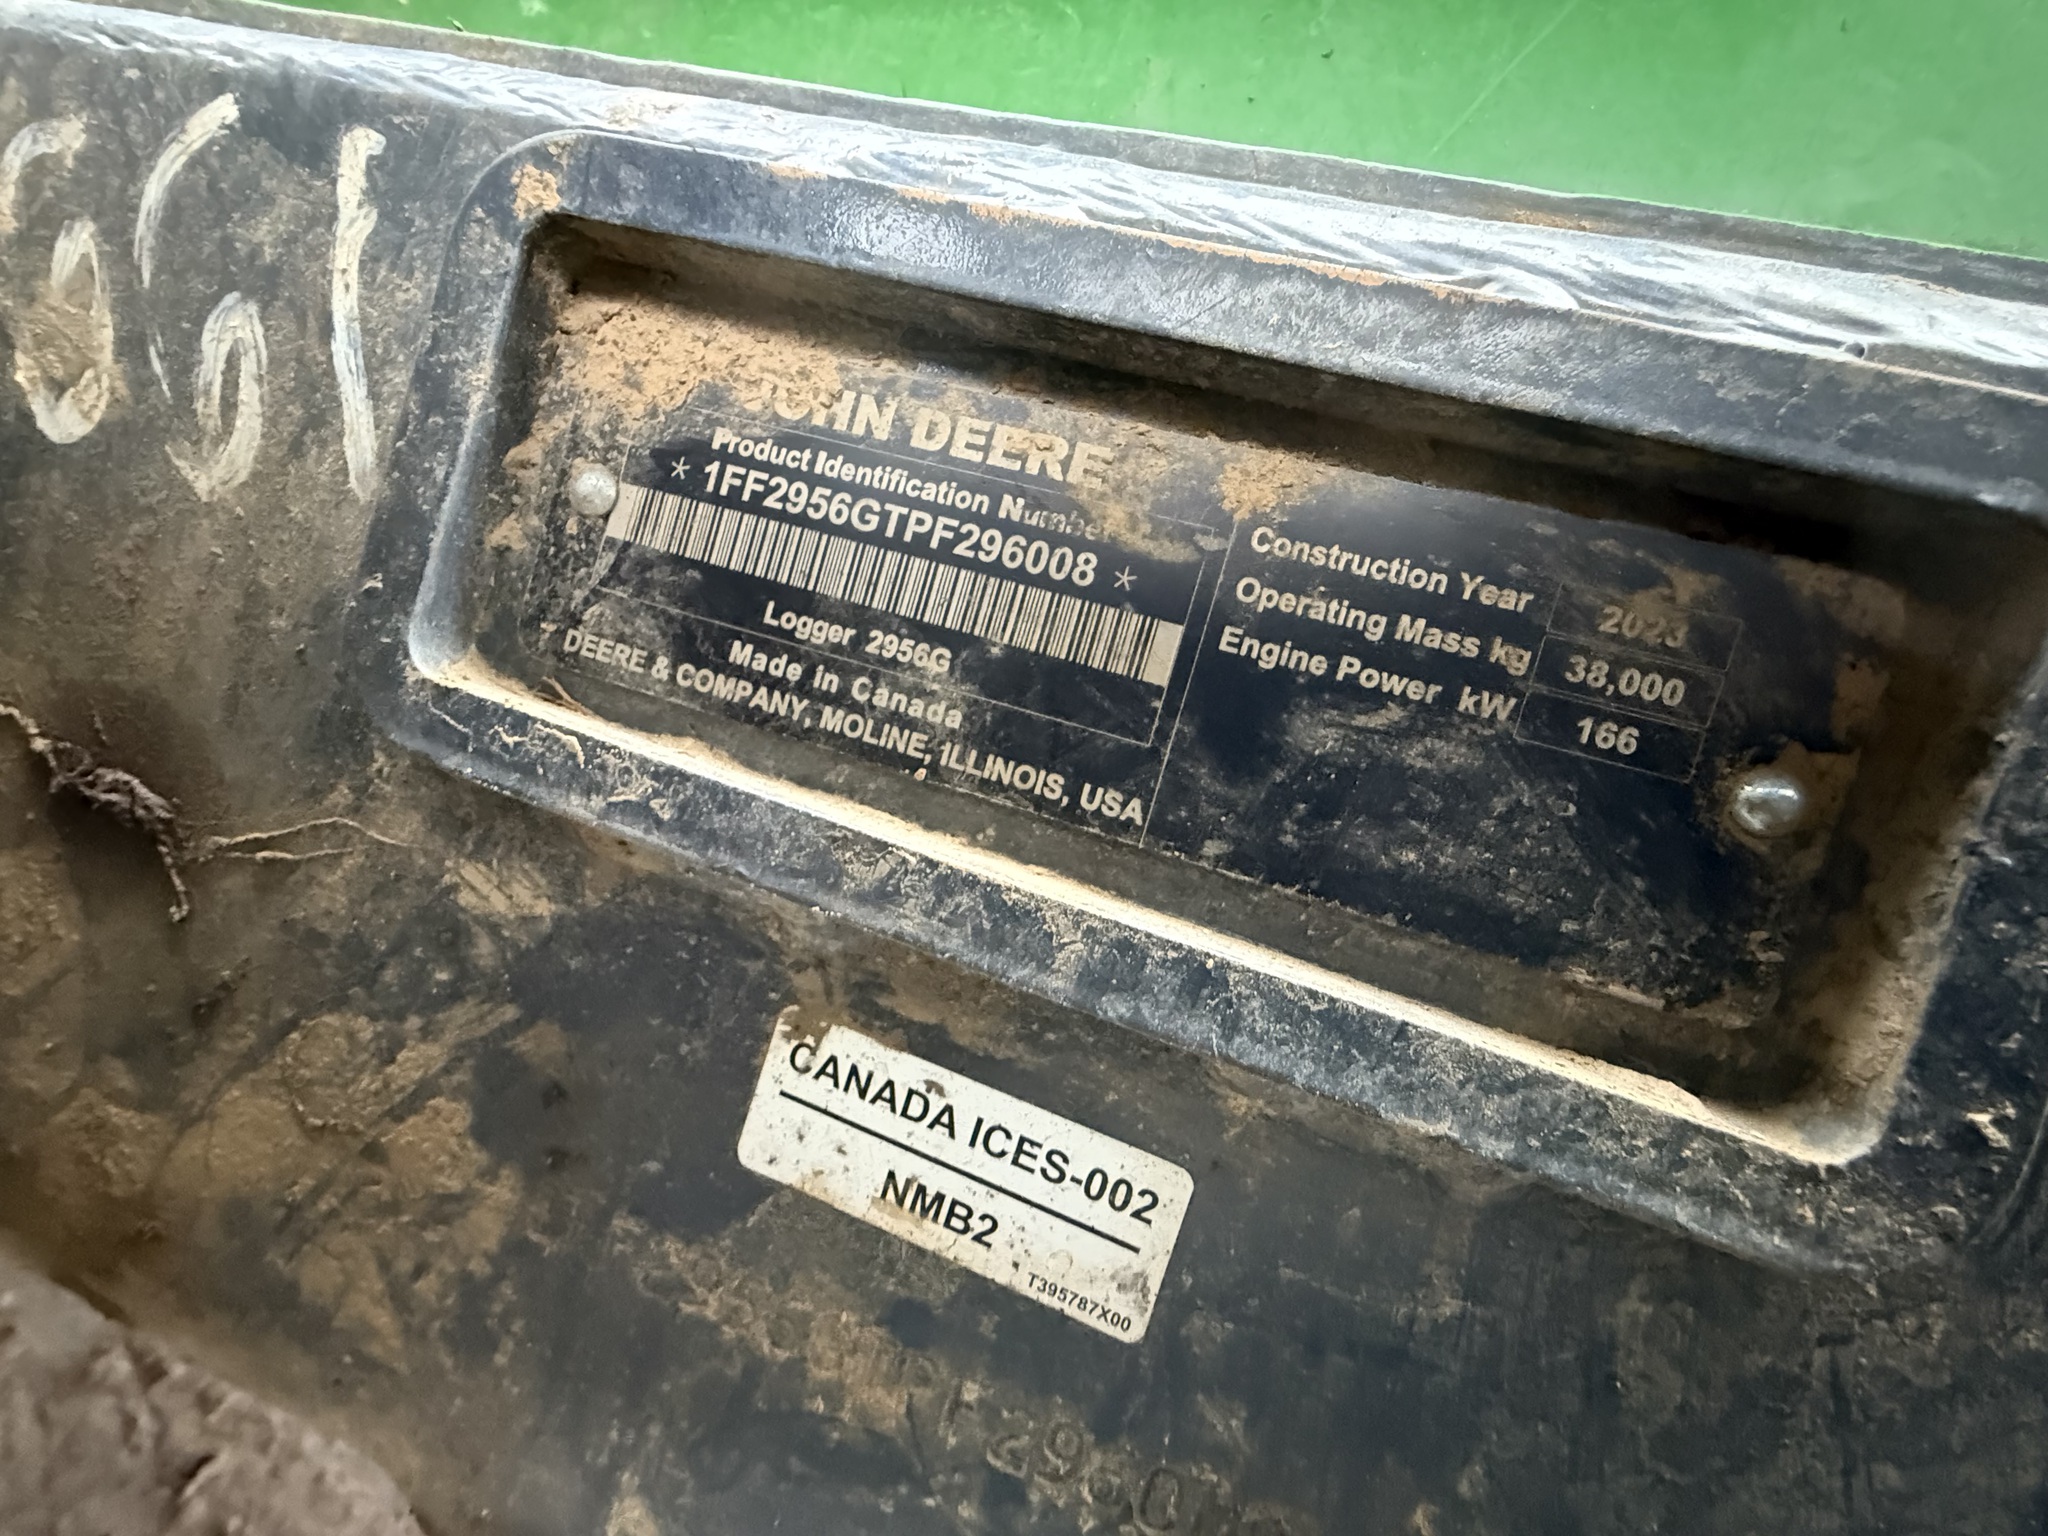 JOHN DEERE
Product Identification Number
* 1FF2956GTPF296008 *
Logger 2956G
Made in Canada
DEERE & COMPANY, MOLINE, ILLINOIS, USA
Construction Year 2023
Operating Mass kg 38,000
Engine Power kW 166
CANADA ICES-002
NMB2
T395787X00